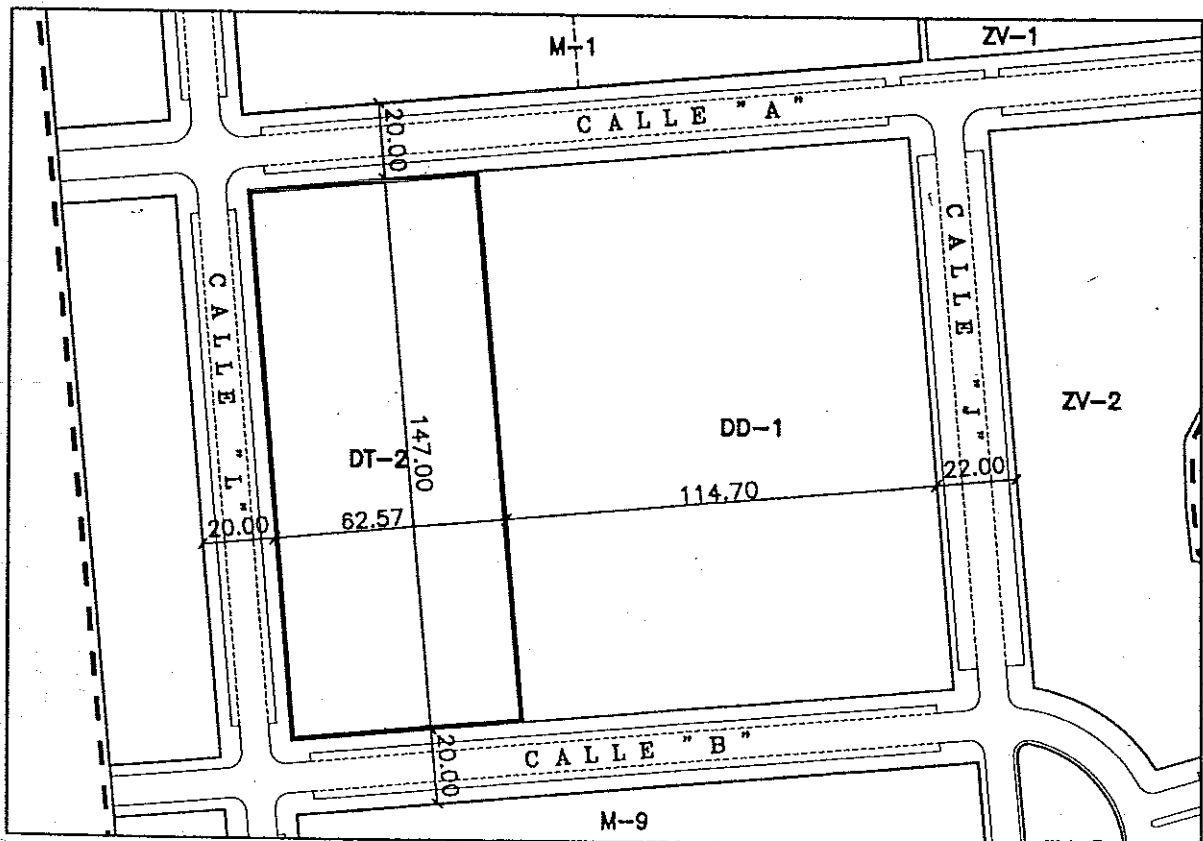 M-1
ZV-1
CALLE "A"
20.00
CALLE "L"
CALLE "J"
147.00
DT-2
DD-1
ZV-2
20.00
62.57
114.70
22.00
CALLE "B"
20.00
M-9